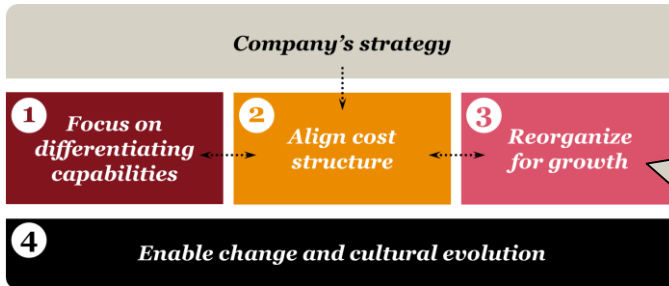 Company's strategy
1
Focus on
differentiating
capabilities
2
Align cost
structure
3
Reorganize
for growth
4
Enable change and cultural evolution